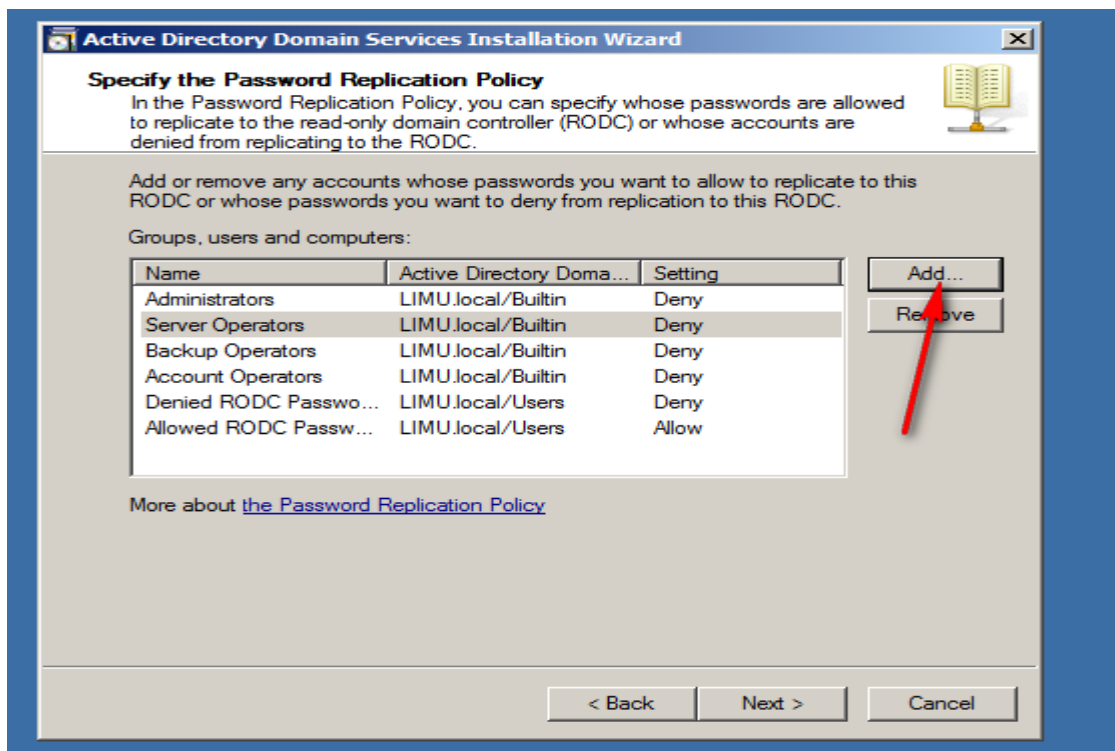 Active Directory Domain Services Installation Wizard
Specify the Password Replication Policy
In the Password Replication Policy, you can specify whose passwords are allowed
to replicate to the read-only domain controller (RODC) or whose accounts are
denied from replicating to the RODC.
Add or remove any accounts whose passwords you want to allow to replicate to this
RODC or whose passwords you want to deny from replication to this RODC.
Groups, users and computers:
Name Active Directory Doma... Setting
Administrators LIMU.local/Builtin Deny
Server Operators LIMU.local/Builtin Deny
Backup Operators LIMU.local/Builtin Deny
Account Operators LIMU.local/Builtin Deny
Denied RODC Passwo... LIMU.local/Users Deny
Allowed RODC Passw... LIMU.local/Users Allow
Add...
Remove
More about the Password Replication Policy
< Back Next > Cancel